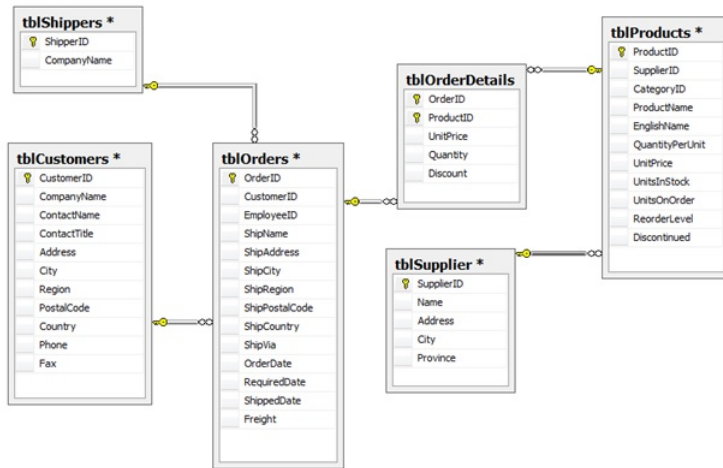 tblShippers *
ShipperID
CompanyName
tblCustomers *
CustomerID
CompanyName
ContactName
ContactTitle
Address
City
Region
PostalCode
Country
Phone
Fax
tblOrders *
OrderID
CustomerID
EmployeeID
ShipName
ShipAddress
ShipCity
ShipRegion
ShipPostalCode
ShipCountry
ShipVia
OrderDate
RequiredDate
ShippedDate
Freight
tblOrderDetails
OrderID
ProductID
UnitPrice
Quantity
Discount
tblSupplier *
SupplierID
Name
Address
City
Province
tblProducts *
ProductID
SupplierID
CategoryID
ProductName
EnglishName
QuantityPerUnit
UnitPrice
UnitsInStock
UnitsOnOrder
ReorderLevel
Discontinued